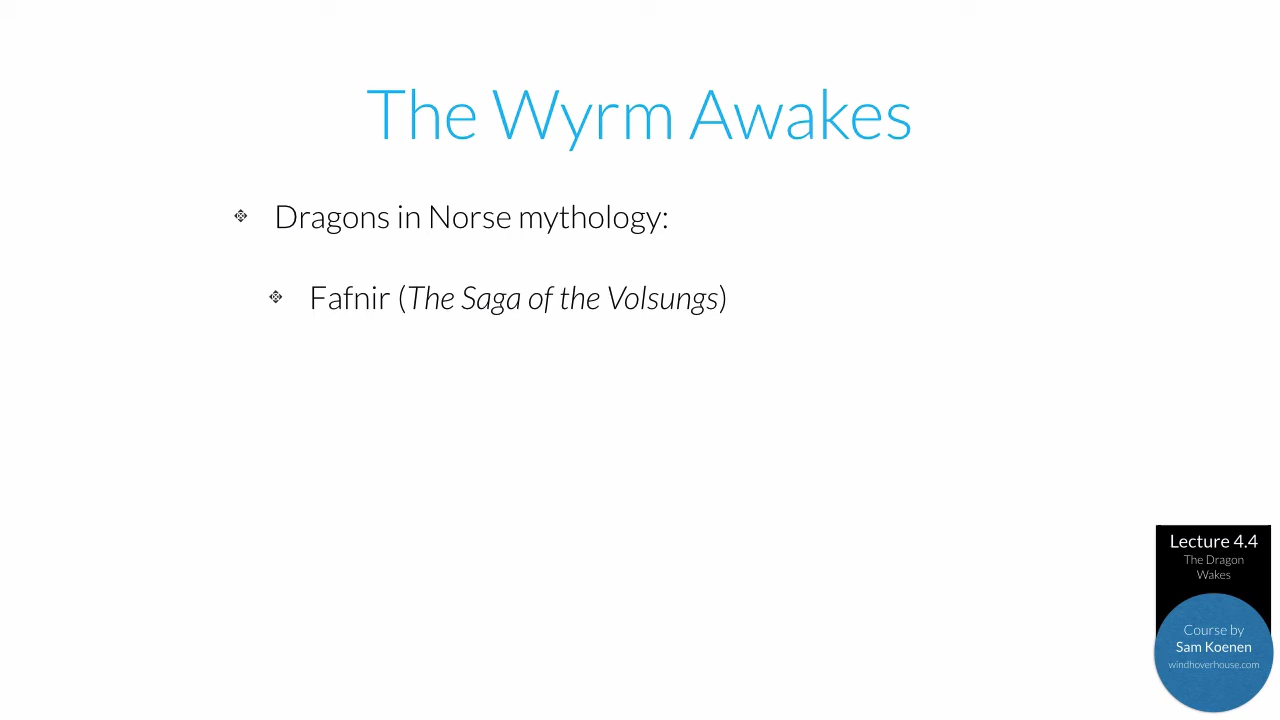 The Wyrm Awakes
Dragons in Norse mythology:
Fafnir (The Saga of the Volsungs)
Lecture 4.4
The Dragon
Wakes
Course by
Sam Koenen
windhoverhouse.com